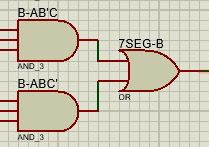 B-AB'C
7SEG-B
AND_3
OR
B-ABC'
AND_3